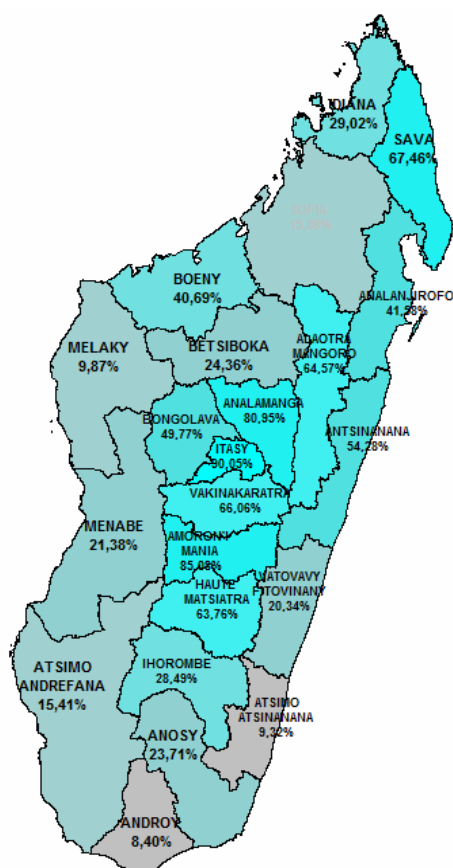 DIANA
29,02%
SAVA
67,46%
BOENY
40,69%
ANALANJIROFO
41,58%
MELAKY
9,87%
BETSIBOKA
24,36%
ALAOTRA
MANGORO
64,57%
BONGOLAVA
49,77%
ANALAMANGA
80,95%
ITASY
90,05%
ANTSINANANA
54,28%
VAKINAKARATRA
66,06%
MENABE
21,38%
AMORON'I
MANIA
85,08%
HAUTE
MATSIATRA
63,76%
VATOVAVY
FITOVINANY
20,34%
ATSIMO
ANDREFANA
15,41%
IHOROMBE
28,49%
ATSIMO
ATSINANANA
9,32%
ANOSY
23,71%
ANDROY
8,40%